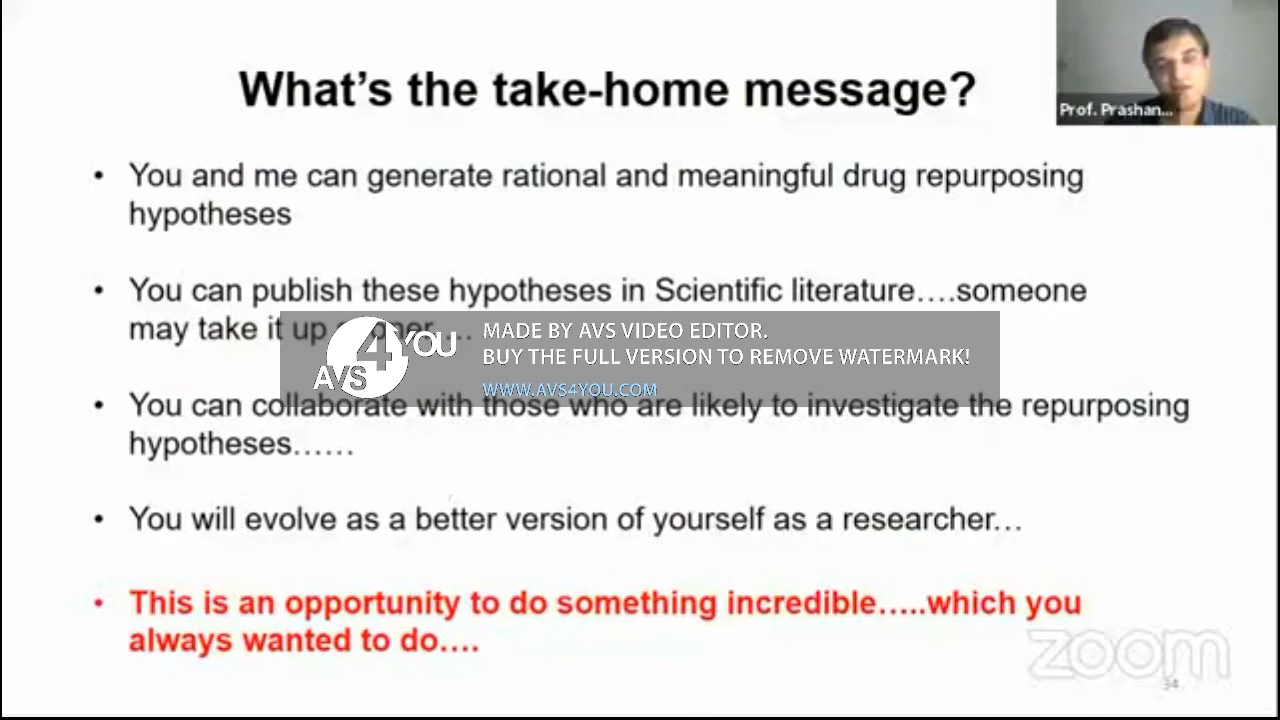 What's the take-home message?
Prof. Prashan...
• You and me can generate rational and meaningful drug repurposing
hypotheses
• You can publish these hypotheses in Scientific literature….someone
may take it up
4YOU
AVS
MADE BY AVS VIDEO EDITOR.
BUY THE FULL VERSION TO REMOVE WATERMARK!
WWW.AVS4YOU.COM
• You can collaborate with those who are likely to investigate the repurposing
hypotheses……
• You will evolve as a better version of yourself as a researcher…
• This is an opportunity to do something incredible…..which you
always wanted to do….
zoom
34